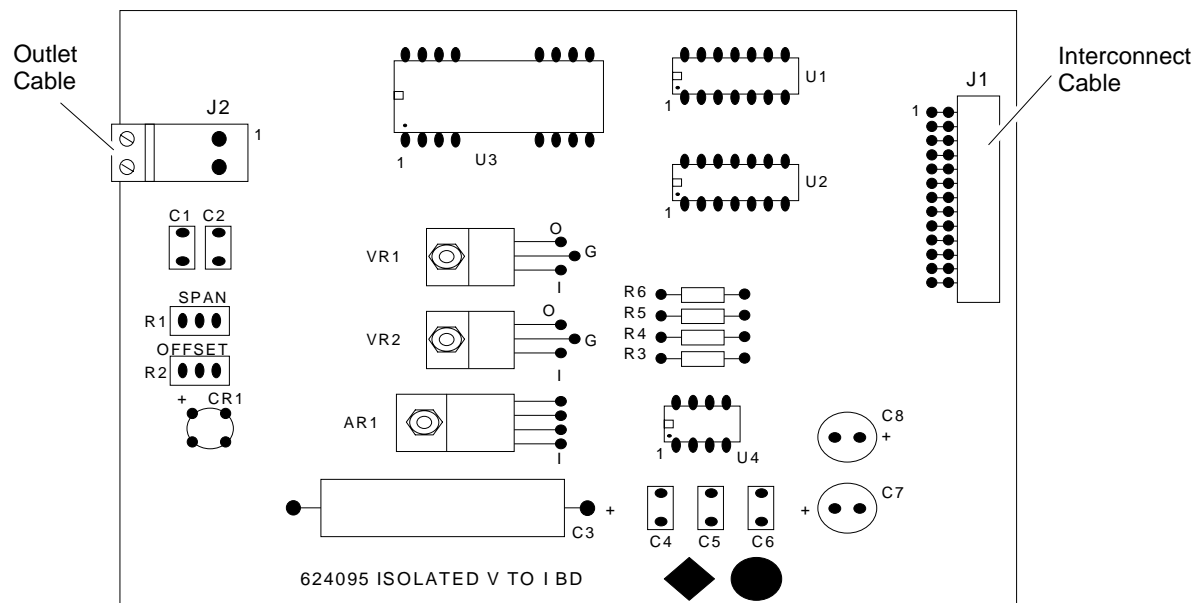 Outlet
Cable
Interconnect
Cable
J2
1
U3
1
U1
1
U2
1
J1
1
C1 C2
VR1
O
G
I
SPAN
R1
OFFSET
R2
+ CR1
VR2
O
G
I
R6
R5
R4
R3
AR1
I
1
U4
C8
+
C7
+
C3
+
C4 C5 C6
624095 ISOLATED V TO I BD